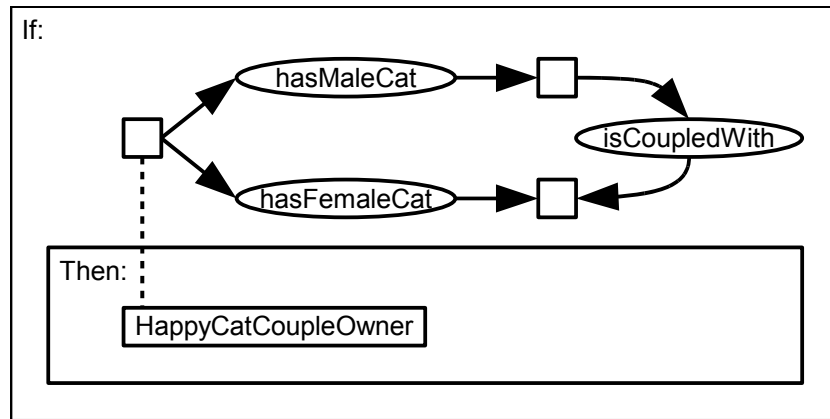 If:
hasMaleCat
isCoupledWith
hasFemaleCat
Then:
HappyCatCoupleOwner